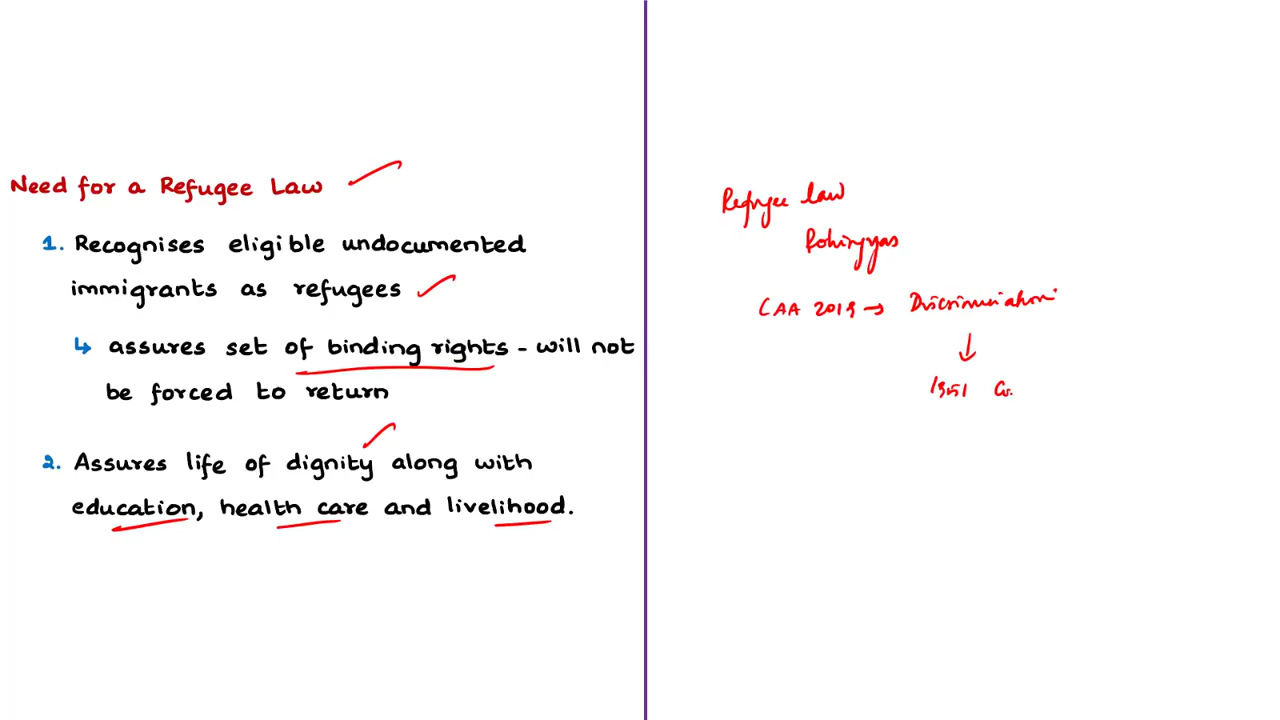 Need for a Refugee Law
1. Recognises eligible undocumented
immigrants as refugees
↳ assures set of binding rights - will not
be forced to return
2. Assures life of dignity along with
education, health care and livelihood.
Refugee law
Rohingyas
CAA 2019 → Discrimination
↓
1951